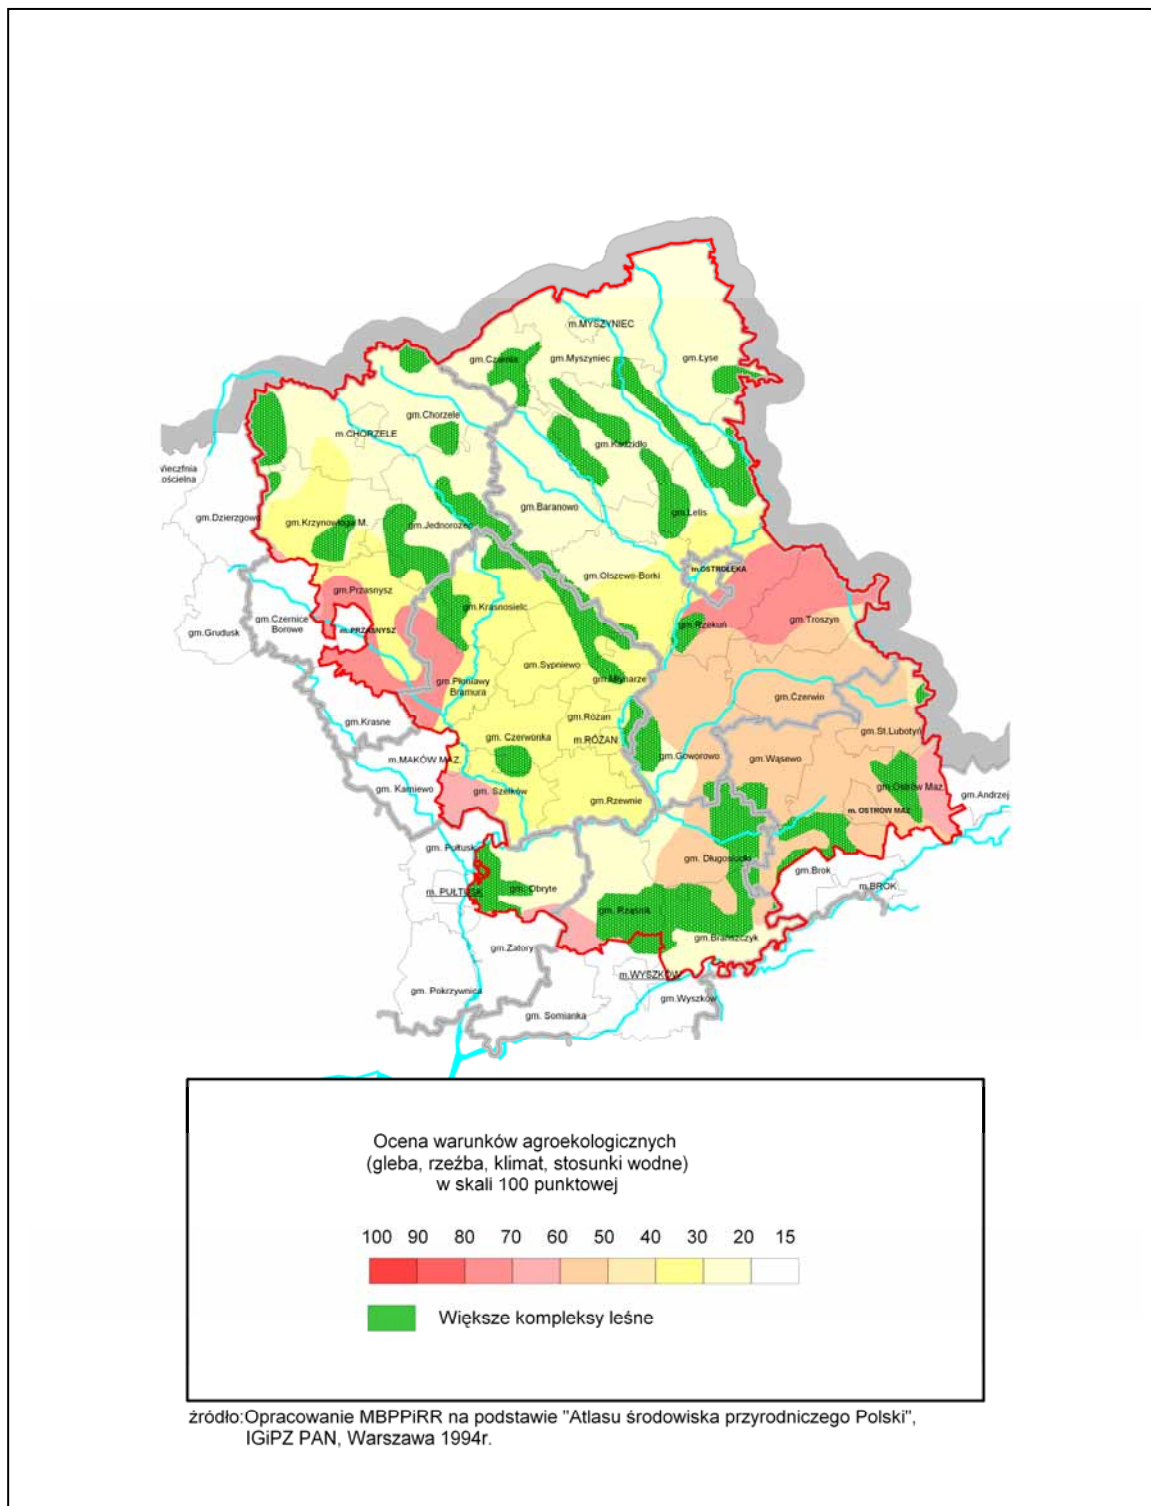 m.MYSZYNIEC
gm.Czarnia
gm.Myszyniec
gm.Łyse
gm.Chorzele
m.CHORZELE
gm.Kadzidło
gm.Dzierzgowo
gm.Baranowo
gm.Lelis
gm.Krzynowłoga M.
gm.Jednorożec
m.OSTROŁĘKA
gm.Olszewo-Borki
gm.Przasnysz
gm.Krasnosielc
gm.Czernice
Borowe
gm.Grudusk
m.PRZASNYSZ
gm.Rzekuń
gm.Troszyn
gm.Sypniewo
gm.Młynarze
gm.Płoniawy
Bramura
gm.Czerwin
gm.Krasne
gm.Różan
m.RÓŻAN
gm. Czerwonka
gm.St.Lubotyń
gm.Goworowo
gm.Wąsewo
m.MAKÓW MAZ.
gm. Karniewo
gm. Szelków
gm.Rzewnie
gm.Ostrów Maz.
gm.Andrzej
m. OSTRÓW MAZ.
gm. Pułtusk
gm. Długosiodło
gm.Brok
m.BROK
m. PUŁTUSK
gm. Obryte
gm. Rząśnik
gm.Brańszczyk
gm.Zatory
m.WYSZKÓW
gm. Pokrzywnica
gm.Wyszków
gm. Somianka
Ocena warunków agroekologicznych
(gleba, rzeźba, klimat, stosunki wodne)
w skali 100 punktowej
100 90 80 70 60 50 40 30 20 15
Większe kompleksy leśne
źródło:Opracowanie MBPPiRR na podstawie "Atlasu środowiska przyrodniczego Polski",
IGiPZ PAN, Warszawa 1994r.